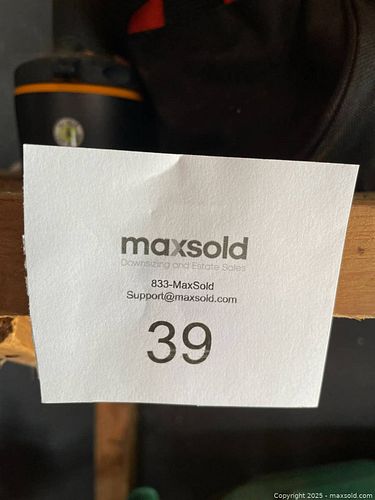 maxsold
Downsizing and Estate Sales
833-MaxSold
Support@maxsold.com
39
Copyright 2025 - maxsold.com